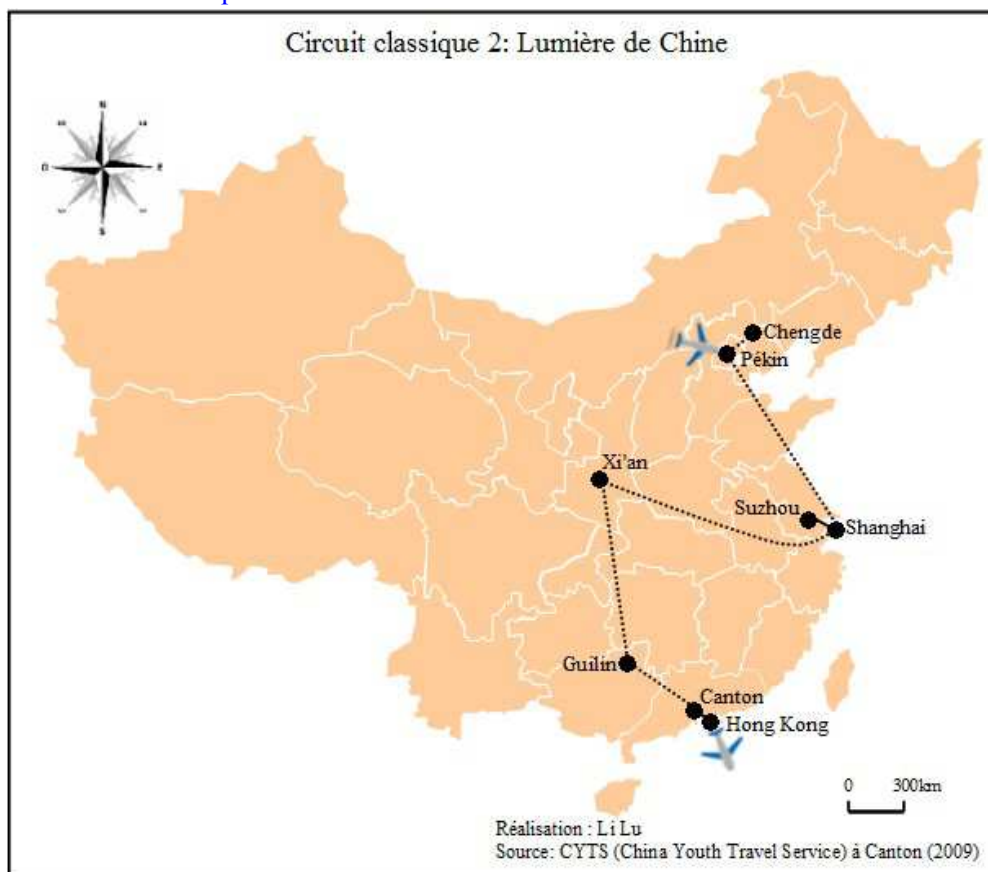 Circuit classique 2: Lumière de Chine
N
O
E
S
Chengde
Pékin
Xi'an
Suzhou
Shanghai
Guilin
Canton
Hong Kong
0 300km
Réalisation : Li Lu
Source: CYTS (China Youth Travel Service) à Canton (2009)